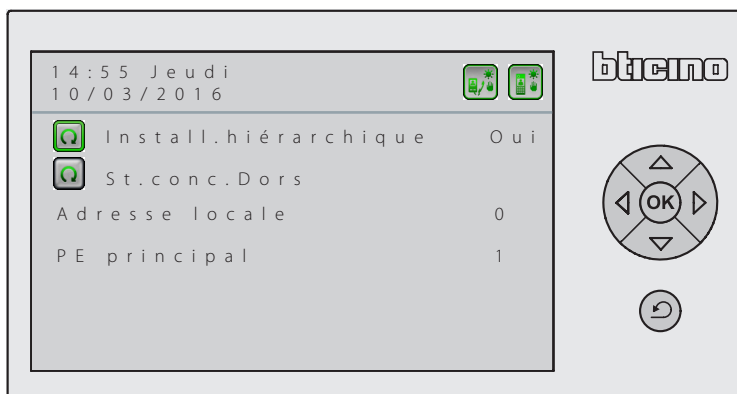 14:55 Jeudi
10/03/2016
Install.hiérarchique Oui
St.conc.Dors
Adresse locale 0
PE principal 1
bticino
OK